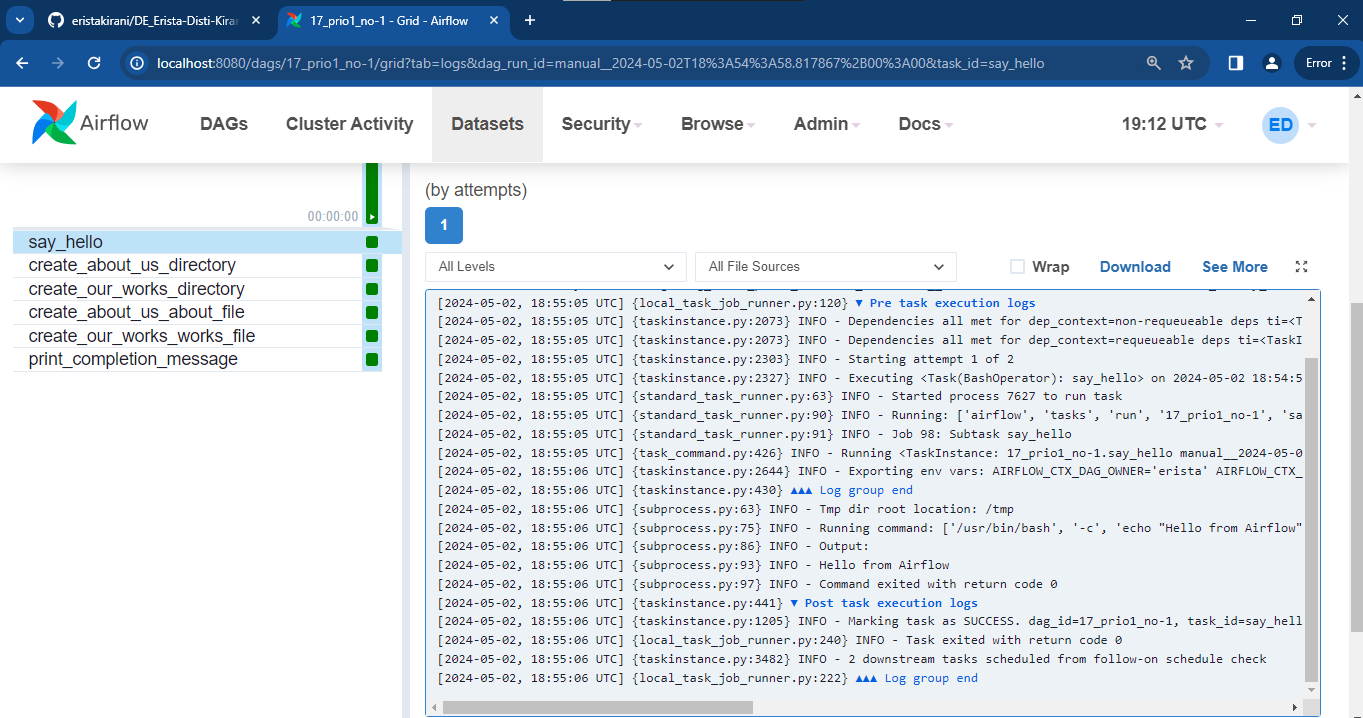 eristakirani/DE_Erista-Disti-Kiran
17_prio1_no-1 - Grid - Airflow
localhost:8080/dags/17_prio1_no-1/grid?tab=logs&dag_run_id=manual__2024-05-02T18%3A54%3A58.817867%2B00%3A00&task_id=say_hello
Error
Airflow
DAGs
Cluster Activity
Datasets
Security
Browse
Admin
Docs
19:12 UTC
ED
00:00:00
say_hello
create_about_us_directory
create_our_works_directory
create_about_us_about_file
create_our_works_works_file
print_completion_message
(by attempts)
1
All Levels
All File Sources
Wrap
Download
See More
[2024-05-02, 18:55:05 UTC] {local_task_job_runner.py:120} ▼ Pre task execution logs
[2024-05-02, 18:55:05 UTC] {taskinstance.py:2073} INFO - Dependencies all met for dep_context=non-requeueable deps ti=<T
[2024-05-02, 18:55:05 UTC] {taskinstance.py:2073} INFO - Dependencies all met for dep_context=requeueable deps ti=<TaskI
[2024-05-02, 18:55:05 UTC] {taskinstance.py:2303} INFO - Starting attempt 1 of 2
[2024-05-02, 18:55:05 UTC] {taskinstance.py:2327} INFO - Executing <Task(BashOperator): say_hello> on 2024-05-02 18:54:5
[2024-05-02, 18:55:05 UTC] {standard_task_runner.py:63} INFO - Started process 7627 to run task
[2024-05-02, 18:55:05 UTC] {standard_task_runner.py:90} INFO - Running: ['airflow', 'tasks', 'run', '17_prio1_no-1', 'sa
[2024-05-02, 18:55:05 UTC] {standard_task_runner.py:91} INFO - Job 98: Subtask say_hello
[2024-05-02, 18:55:05 UTC] {task_command.py:426} INFO - Running <TaskInstance: 17_prio1_no-1.say_hello manual__2024-05-0
[2024-05-02, 18:55:06 UTC] {taskinstance.py:2644} INFO - Exporting env vars: AIRFLOW_CTX_DAG_OWNER='erista' AIRFLOW_CTX_
[2024-05-02, 18:55:06 UTC] {taskinstance.py:430} ▲▲▲ Log group end
[2024-05-02, 18:55:06 UTC] {subprocess.py:63} INFO - Tmp dir root location: /tmp
[2024-05-02, 18:55:06 UTC] {subprocess.py:75} INFO - Running command: ['/usr/bin/bash', '-c', 'echo "Hello from Airflow"
[2024-05-02, 18:55:06 UTC] {subprocess.py:86} INFO - Output:
[2024-05-02, 18:55:06 UTC] {subprocess.py:93} INFO - Hello from Airflow
[2024-05-02, 18:55:06 UTC] {subprocess.py:97} INFO - Command exited with return code 0
[2024-05-02, 18:55:06 UTC] {taskinstance.py:441} ▼ Post task execution logs
[2024-05-02, 18:55:06 UTC] {taskinstance.py:1205} INFO - Marking task as SUCCESS. dag_id=17_prio1_no-1, task_id=say_hell
[2024-05-02, 18:55:06 UTC] {local_task_job_runner.py:240} INFO - Task exited with return code 0
[2024-05-02, 18:55:06 UTC] {taskinstance.py:3482} INFO - 2 downstream tasks scheduled from follow-on schedule check
[2024-05-02, 18:55:06 UTC] {local_task_job_runner.py:222} ▲▲▲ Log group end